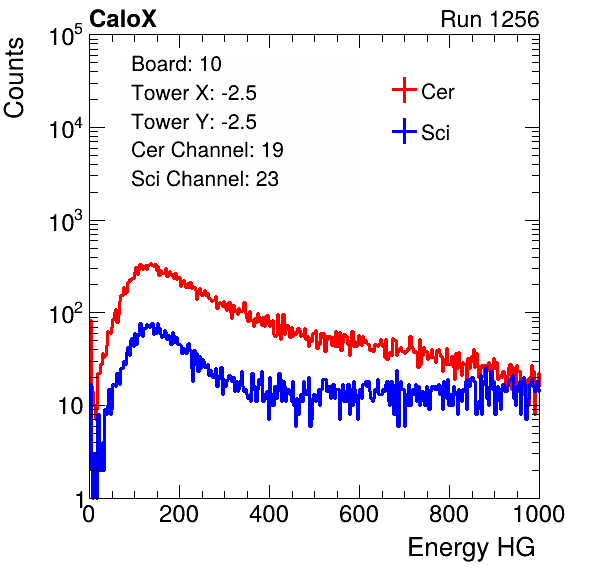 CaloX Run 1256
Counts
10^5
10^4
10^3
10^2
10
1
Board: 10
Tower X: -2.5
Tower Y: -2.5
Cer Channel: 19
Sci Channel: 23
Cer
Sci
0 200 400 600 800 1000
Energy HG